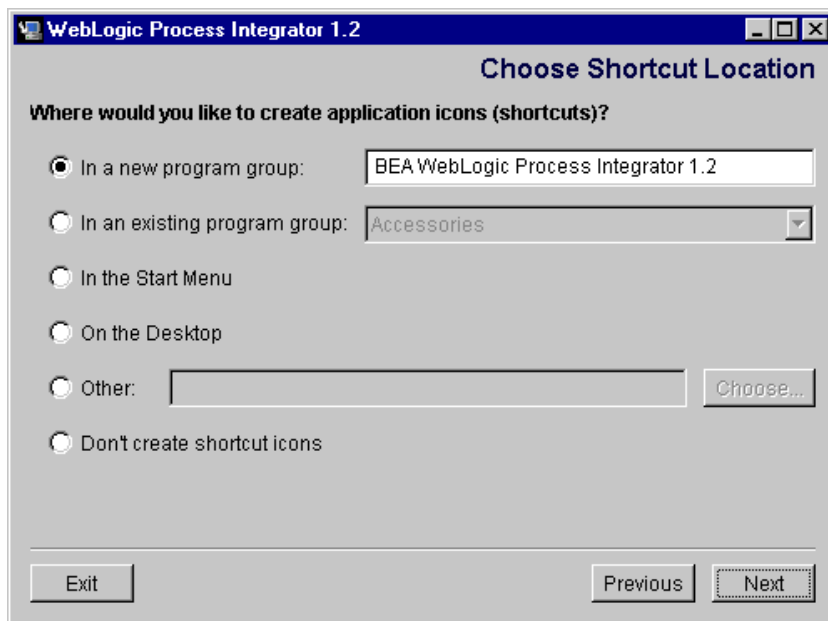 WebLogic Process Integrator 1.2
Choose Shortcut Location
Where would you like to create application icons (shortcuts)?
In a new program group: BEA WebLogic Process Integrator 1.2
In an existing program group: Accessories
In the Start Menu
On the Desktop
Other: Choose...
Don't create shortcut icons
Exit Previous Next